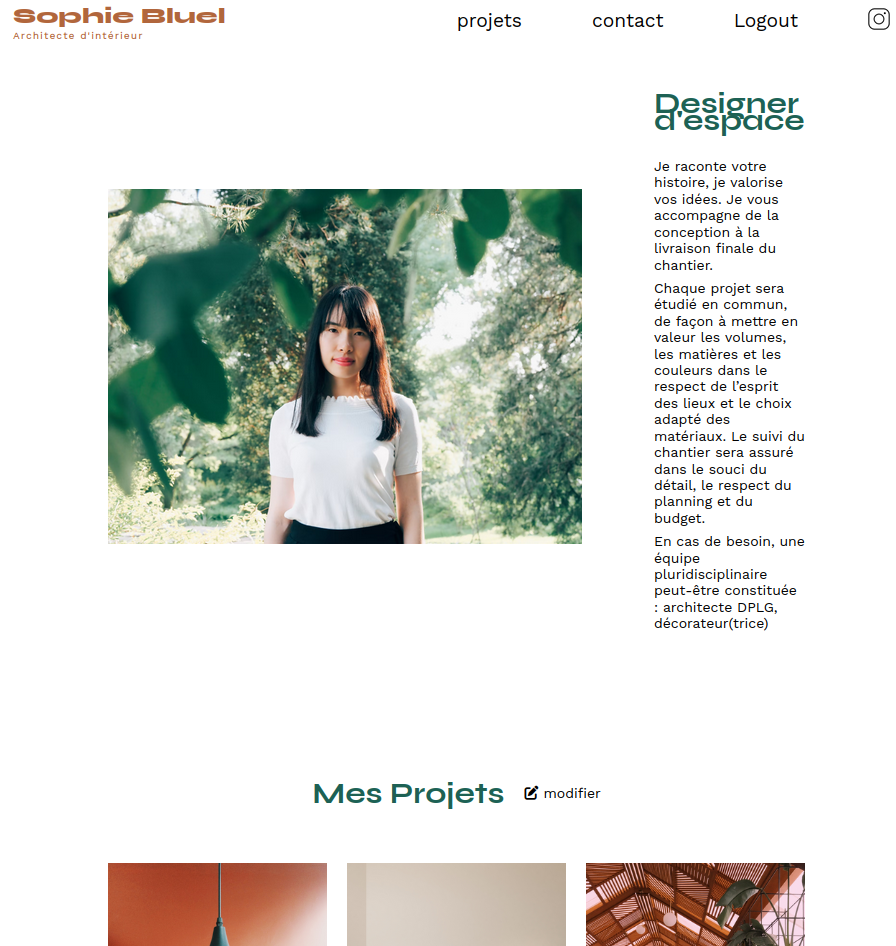 Sophie Bluel
Architecte d'intérieur
projets
contact
Logout
Designer
d'espace
Je raconte votre
histoire, je valorise
vos idées. Je vous
accompagne de la
conception à la
livraison finale du
chantier.
Chaque projet sera
étudié en commun,
de façon à mettre en
valeur les volumes,
les matières et les
couleurs dans le
respect de l’esprit
des lieux et le choix
adapté des
matériaux. Le suivi du
chantier sera assuré
dans le souci du
détail, le respect du
planning et du
budget.
En cas de besoin, une
équipe
pluridisciplinaire
peut-être constituée
: architecte DPLG,
décorateur(trice)
Mes Projets
modifier